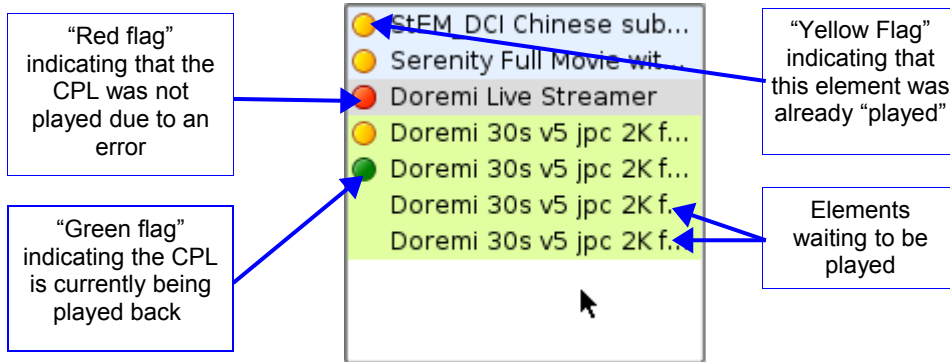 “Red flag”
indicating that the
CPL was not
played due to an
error
“Green flag”
indicating the CPL
is currently being
played back
StEM_DCI Chinese sub...
Serenity Full Movie wit...
Doremi Live Streamer
Doremi 30s v5 jpc 2K f...
Doremi 30s v5 jpc 2K f...
Doremi 30s v5 jpc 2K f...
Doremi 30s v5 jpc 2K f...
“Yellow Flag”
indicating that
this element was
already “played”
Elements
waiting to be
played